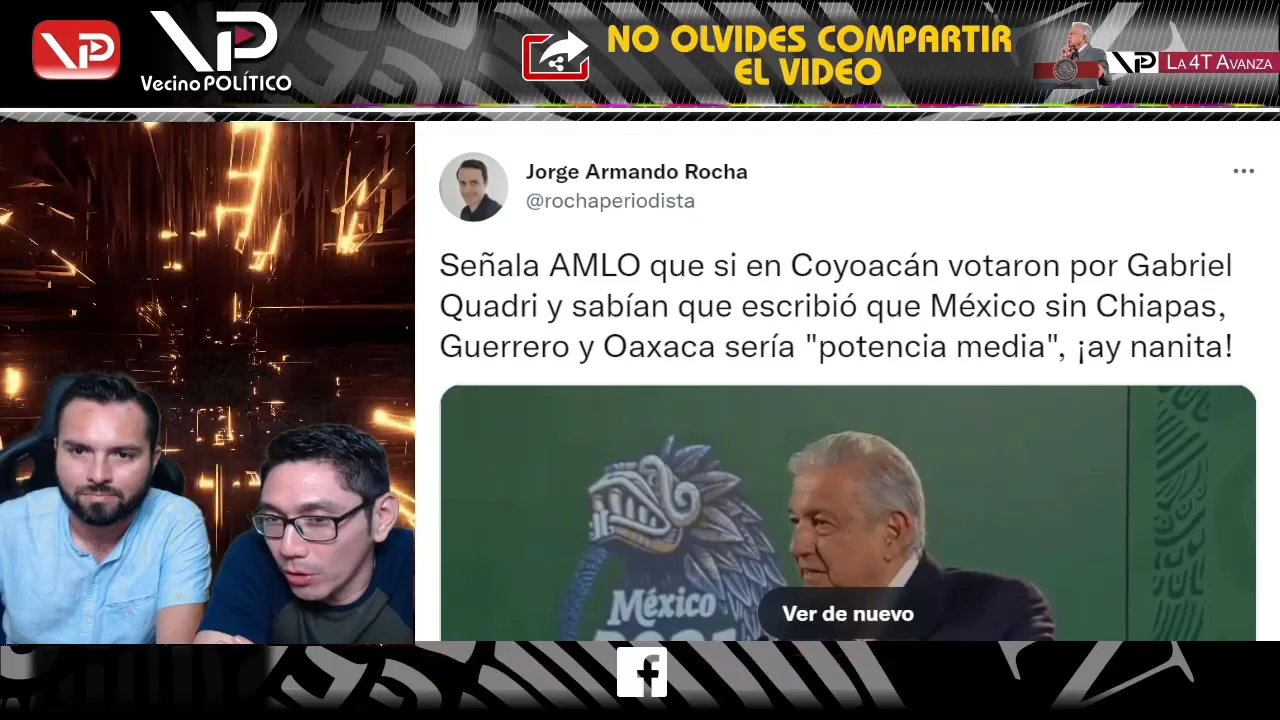 VP
VP
Vecino POLÍTICO
NO OLVIDES COMPARTIR
EL VIDEO
VP
LA 4T AVANZA
Jorge Armando Rocha
@rochaperiodista
Señala AMLO que si en Coyoacán votaron por Gabriel
Quadri y sabían que escribió que México sin Chiapas,
Guerrero y Oaxaca sería "potencia media", ¡ay nanita!
México
Ver de nuevo